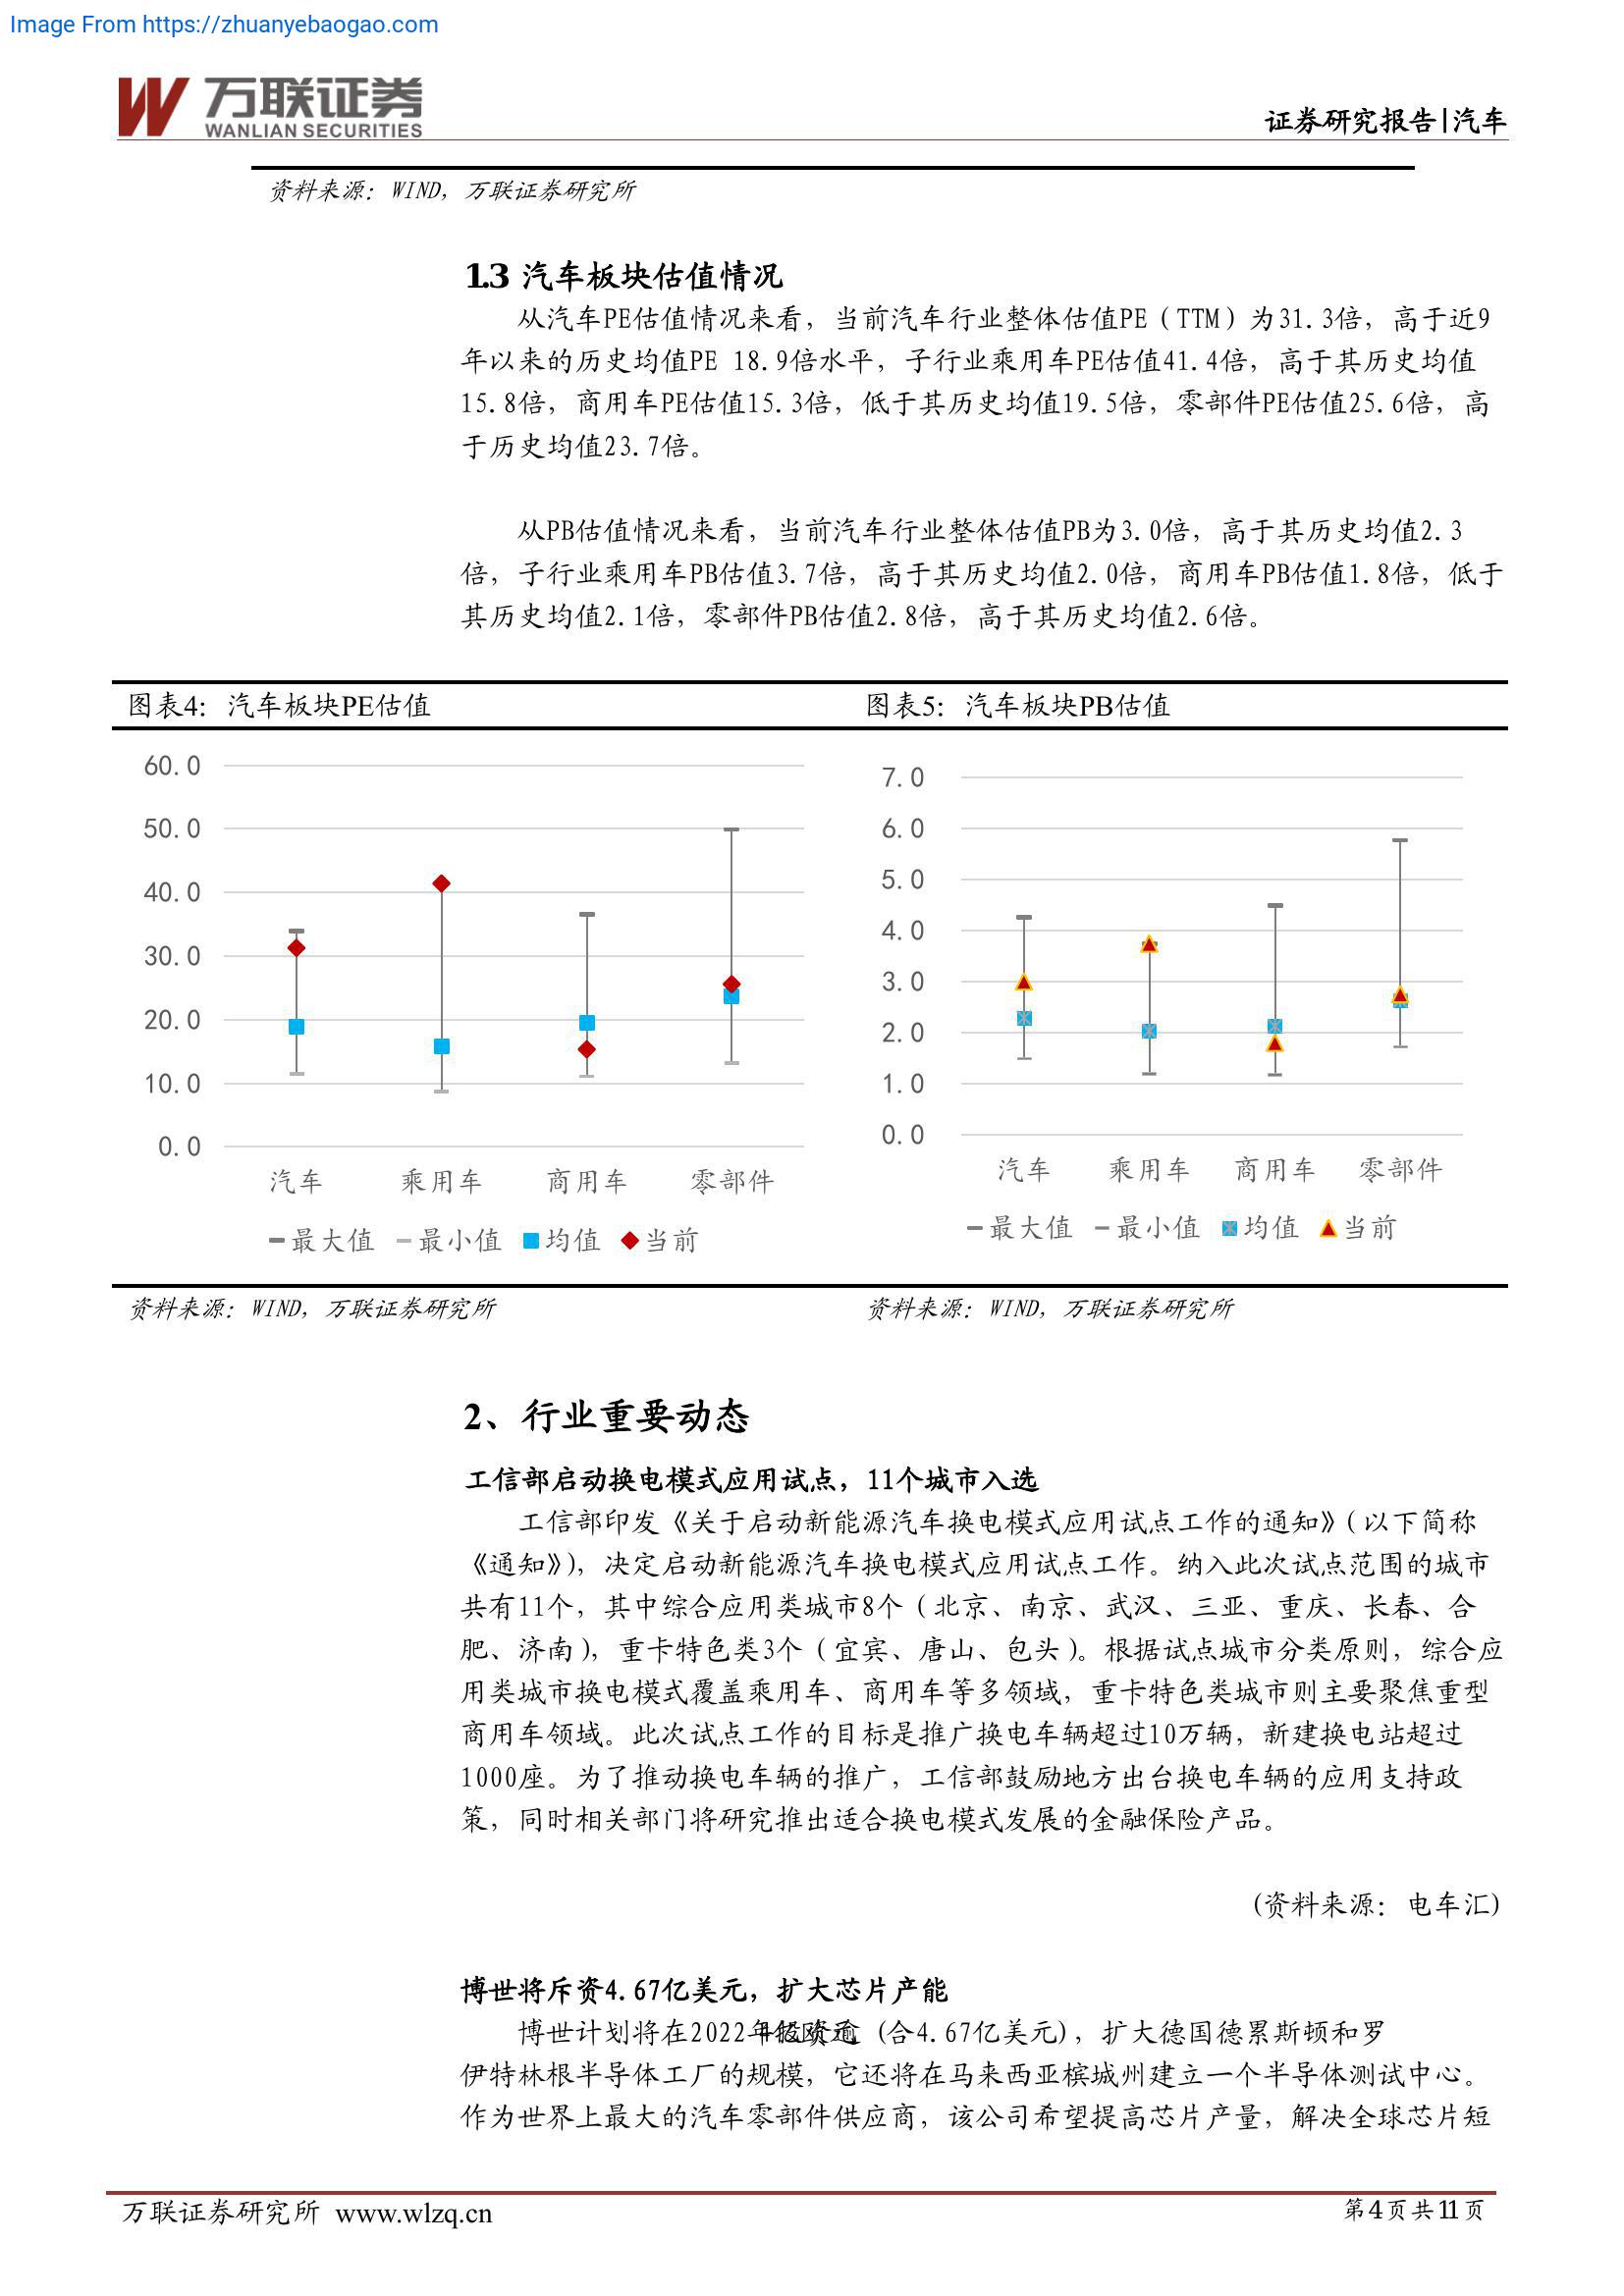 Image From https://zhuanyebaogao.com
万联证券
WANLIAN SECURITIES
证券研究报告|汽车
资料来源：WIND，万联证券研究所
1.3 汽车板块估值情况
从汽车PE估值情况来看，当前汽车行业整体估值PE（TTM）为31.3倍，高于近9
年以来的历史均值PE 18.9倍水平，子行业乘用车PE估值41.4倍，高于其历史均值
15.8倍，商用车PE估值15.3倍，低于其历史均值19.5倍，零部件PE估值25.6倍，高
于历史均值23.7倍。
从PB估值情况来看，当前汽车行业整体估值PB为3.0倍，高于其历史均值2.3
倍，子行业乘用车PB估值3.7倍，高于其历史均值2.0倍，商用车PB估值1.8倍，低于
其历史均值2.1倍，零部件PB估值2.8倍，高于其历史均值2.6倍。
图表4：汽车板块PE估值
60.0
50.0
40.0
30.0
20.0
10.0
0.0
汽车 乘用车 商用车 零部件
最大值 最小值 均值 当前
资料来源：WIND，万联证券研究所
图表5：汽车板块PB估值
7.0
6.0
5.0
4.0
3.0
2.0
1.0
0.0
汽车 乘用车 商用车 零部件
最大值 最小值 均值 当前
资料来源：WIND，万联证券研究所
2、行业重要动态
工信部启动换电模式应用试点，11个城市入选
工信部印发《关于启动新能源汽车换电模式应用试点工作的通知》（以下简称
《通知》），决定启动新能源汽车换电模式应用试点工作。纳入此次试点范围的城市
共有11个，其中综合应用类城市8个（北京、南京、武汉、三亚、重庆、长春、合
肥、济南），重卡特色类3个（宜宾、唐山、包头）。根据试点城市分类原则，综合应
用类城市换电模式覆盖乘用车、商用车等多领域，重卡特色类城市则主要聚焦重型
商用车领域。此次试点工作的目标是推广换电车辆超过10万辆，新建换电站超过
1000座。为了推动换电车辆的推广，工信部鼓励地方出台换电车辆的应用支持政
策，同时相关部门将研究推出适合换电模式发展的金融保险产品。
(资料来源：电车汇)
博世将斥资4.67亿美元，扩大芯片产能
博世计划将在2022 (合4.67亿美元)，扩大德国德累斯顿和罗
伊特林根半导体工厂的规模，它还将在马来西亚槟城州建立一个半导体测试中心。
作为世界上最大的汽车零部件供应商，该公司希望提高芯片产量，解决全球芯片短
万联证券研究所 www.wlzq.cn
第4页共11页